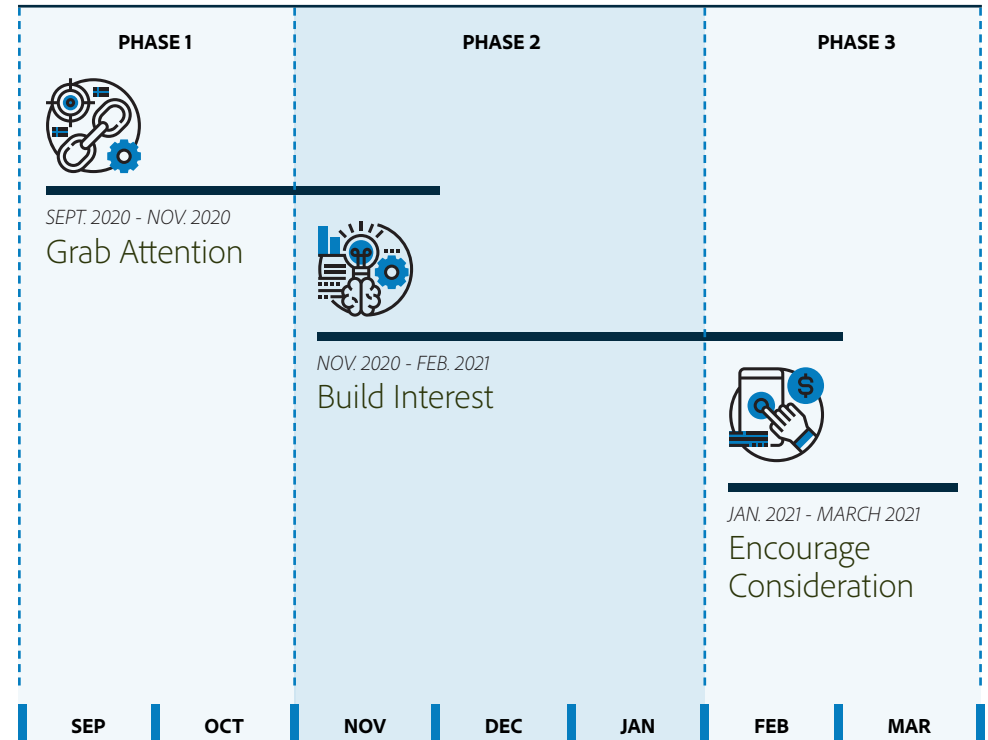 PHASE 1
PHASE 2
PHASE 3
SEPT. 2020 - NOV. 2020
Grab Attention
NOV. 2020 - FEB. 2021
Build Interest
$
JAN. 2021 - MARCH 2021
Encourage
Consideration
SEP
OCT
NOV
DEC
JAN
FEB
MAR